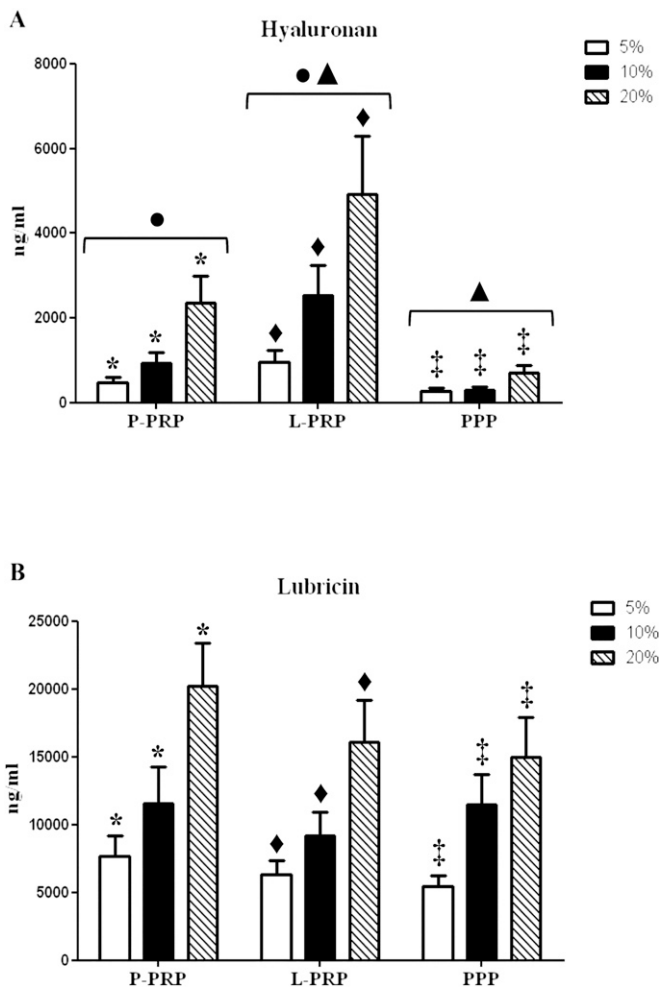 A
Hyaluronan
5%
10%
20%
8000
6000
4000
2000
0
ng/ml
*
*
*
‡
‡
‡
‡
‡
‡
P-PRP
L-PRP
PPP
B
Lubricin
5%
10%
20%
25000
20000
15000
10000
5000
0
ng/ml
*
*
*
‡
‡
‡
‡
‡
‡
P-PRP
L-PRP
PPP